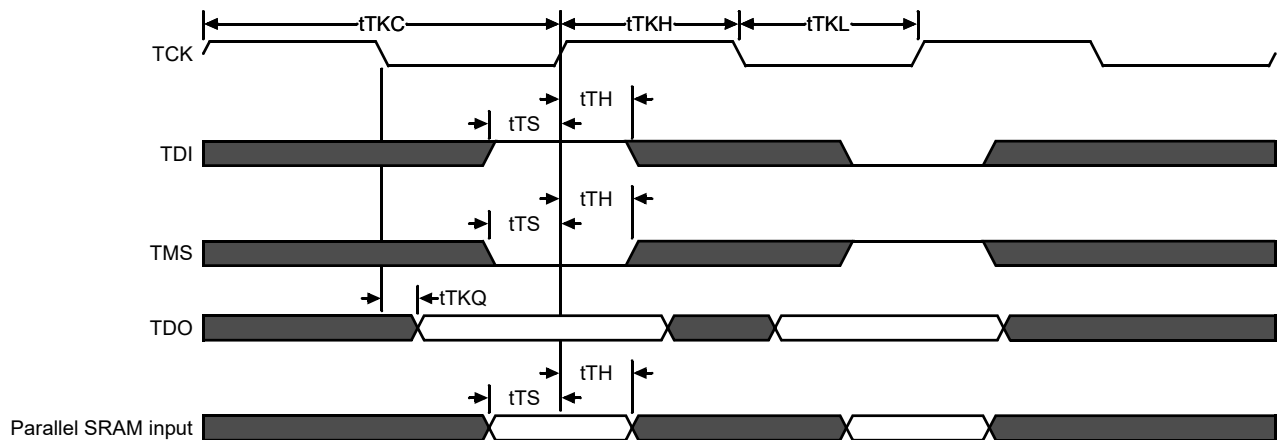 tTKC tTKH tTKL
TCK
tTH
tTS
TDI
tTH
tTS
TMS
tTKQ
TDO
tTH
tTS
Parallel SRAM input